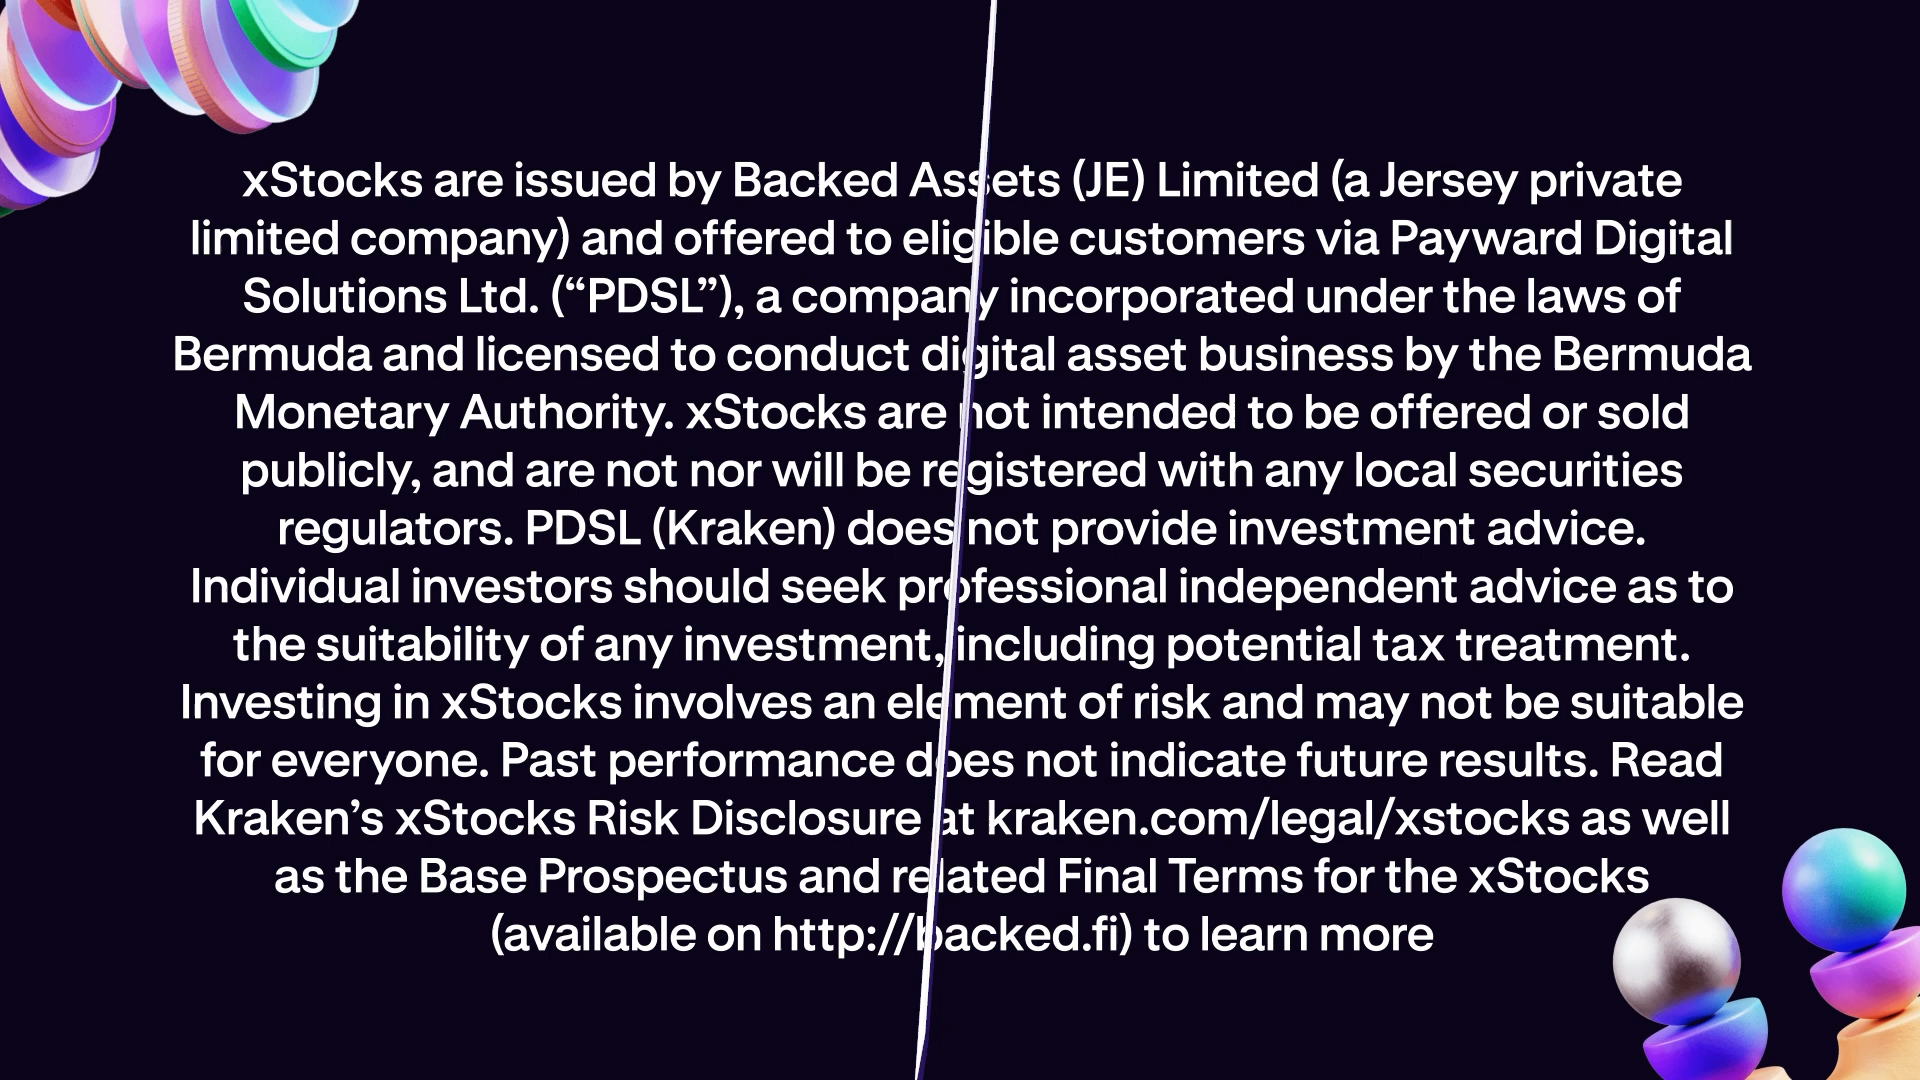 xStocks are issued by Backed Assets (JE) Limited (a Jersey private
limited company) and offered to eligible customers via Payward Digital
Solutions Ltd. (“PDSL”), a company incorporated under the laws of
Bermuda and licensed to conduct digital asset business by the Bermuda
Monetary Authority. xStocks are not intended to be offered or sold
publicly, and are not nor will be registered with any local securities
regulators. PDSL (Kraken) does not provide investment advice.
Individual investors should seek professional independent advice as to
the suitability of any investment, including potential tax treatment.
Investing in xStocks involves an element of risk and may not be suitable
for everyone. Past performance does not indicate future results. Read
Kraken’s xStocks Risk Disclosure at kraken.com/legal/xstocks as well
as the Base Prospectus and related Final Terms for the xStocks
(available on http://backed.fi) to learn more